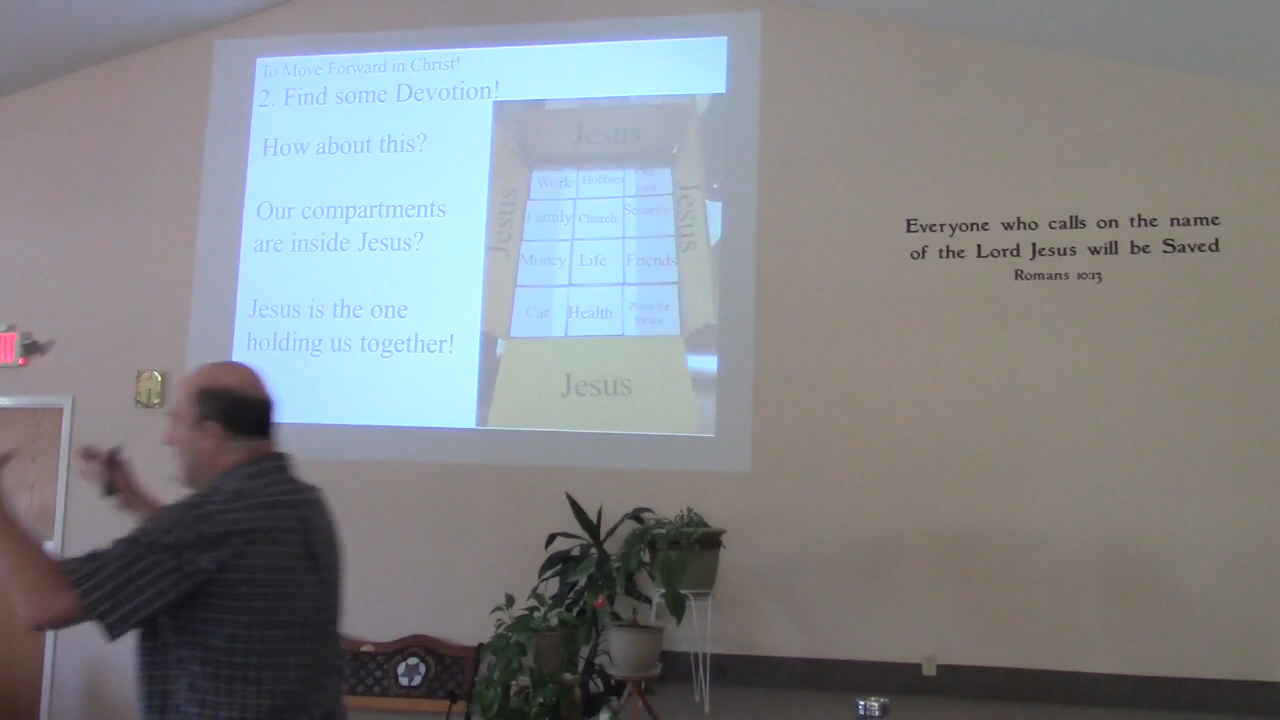 To Move Forward in Christ!
2. Find some Devotion!
How about this?
Our compartments
are inside Jesus?
Jesus is the one
holding us together!
Jesus
Jesus
Jesus
Work Hobbies
Family Church
Money Life Friends
Car Health
Jesus
Everyone who calls on the name
of the Lord Jesus will be Saved
Romans 10:13